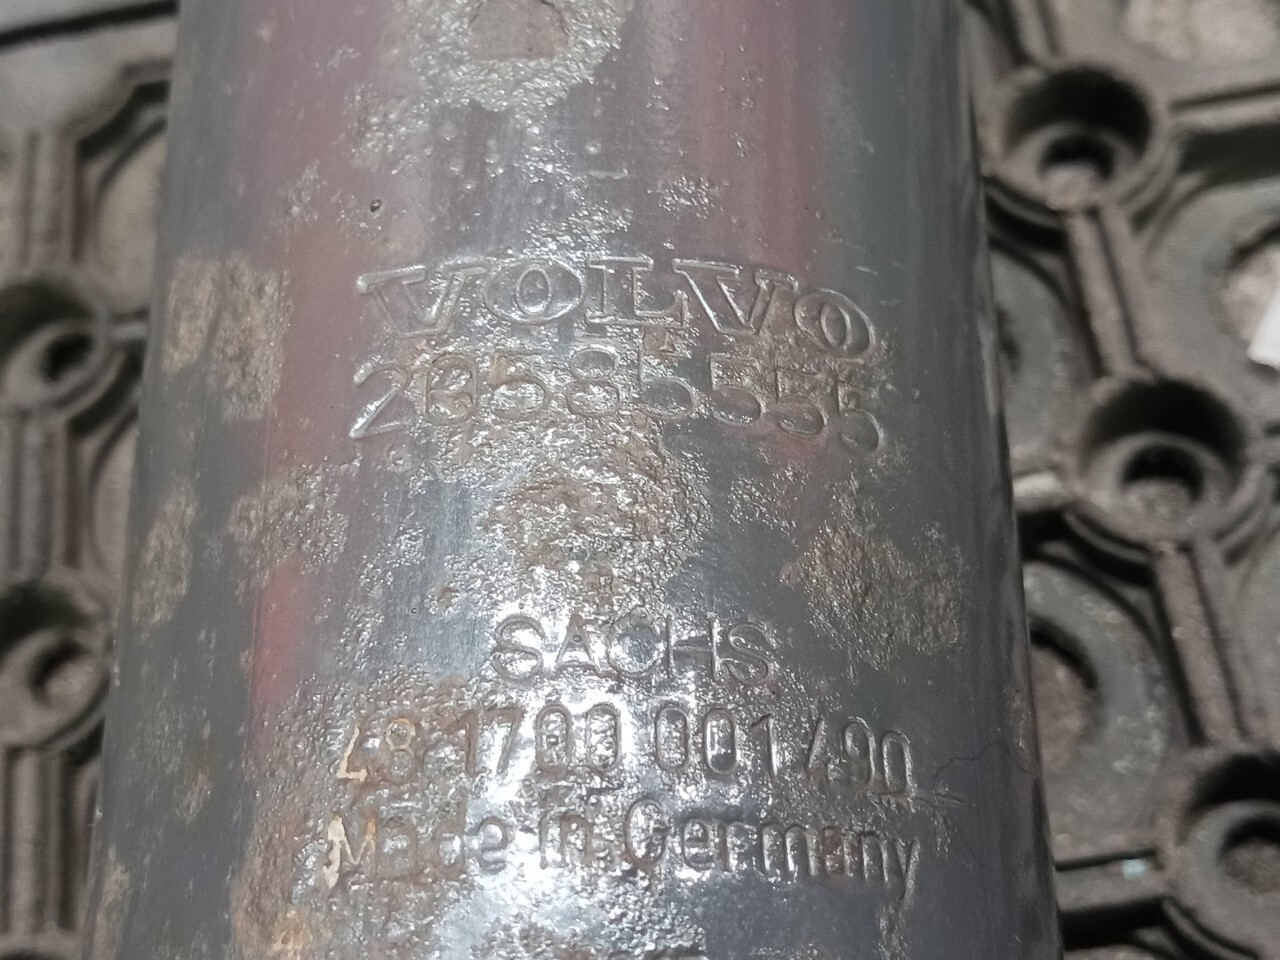 VOLVO
20585555
SACHS
48 1700 001 490
Made in Germany